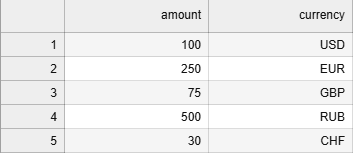 amount currency
1 100 USD
2 250 EUR
3 75 GBP
4 500 RUB
5 30 CHF